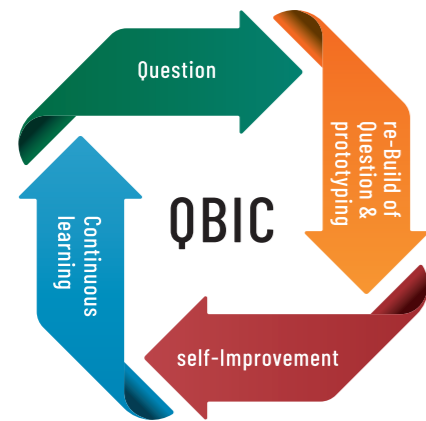 Question
re-Build of
Question &
prototyping
QBIC
self-Improvement
Continuous
learning